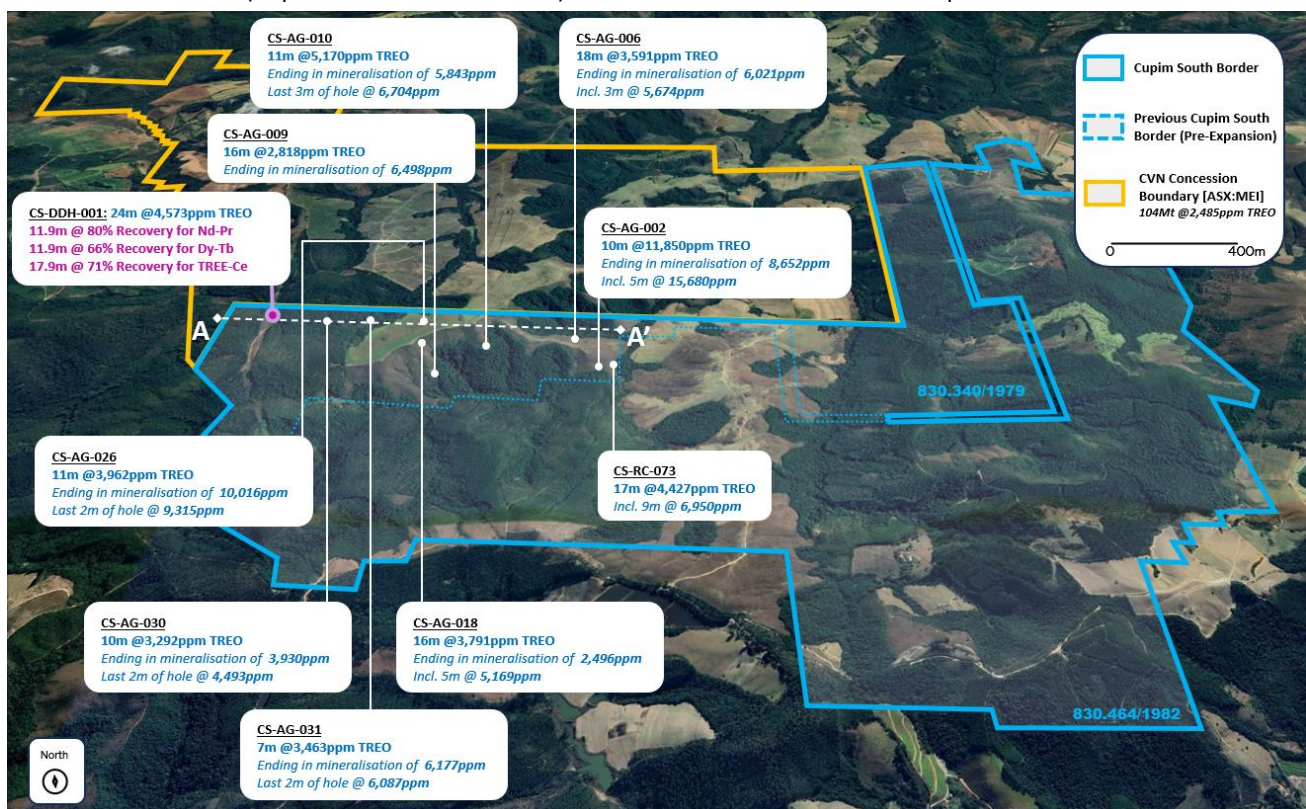 CS-AG-010
11m @5,170ppm TREO
Ending in mineralisation of 5,843ppm
Last 3m of hole @ 6,704ppm
CS-AG-006
18m @3,591ppm TREO
Ending in mineralisation of 6,021ppm
Incl. 3m @ 5,674ppm
Cupim South Border
Previous Cupim South
Border (Pre-Expansion)
CVN Concession
Boundary [ASX:MEI]
104Mt @2,485ppm TREO
0 400m
CS-AG-009
16m @2,818ppm TREO
Ending in mineralisation of 6,498ppm
CS-DDH-001: 24m @4,573ppm TREO
11.9m @ 80% Recovery for Nd-Pr
11.9m @ 66% Recovery for Dy-Tb
17.9m @ 71% Recovery for TREE-Ce
CS-AG-002
10m @11,850ppm TREO
Ending in mineralisation of 8,652ppm
Incl. 5m @ 15,680ppm
A
A'
830.340/1979
CS-AG-026
11m @3,962ppm TREO
Ending in mineralisation of 10,016ppm
Last 2m of hole @ 9,315ppm
CS-RC-073
17m @4,427ppm TREO
Incl. 9m @ 6,950ppm
CS-AG-030
10m @3,292ppm TREO
Ending in mineralisation of 3,930ppm
Last 2m of hole @ 4,493ppm
CS-AG-018
16m @3,791ppm TREO
Ending in mineralisation of 2,496ppm
Incl. 5m @ 5,169ppm
830.464/1982
CS-AG-031
7m @3,463ppm TREO
Ending in mineralisation of 6,177ppm
Last 2m of hole @ 6,087ppm
North